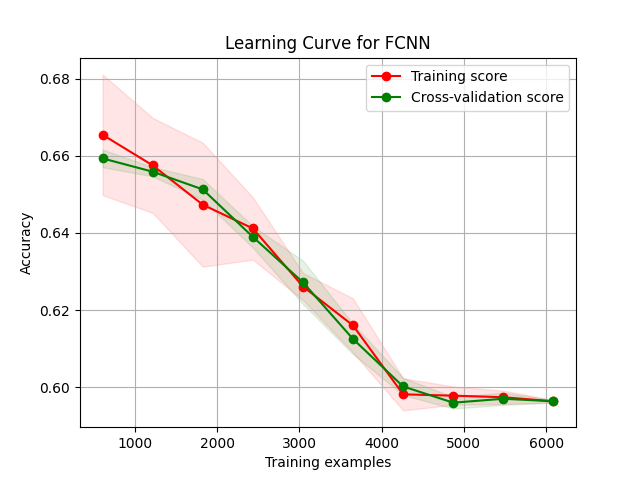 Learning Curve for FCNN
Training score
Cross-validation score
0.68
0.66
0.64
0.62
0.60
Accuracy
1000 2000 3000 4000 5000 6000
Training examples